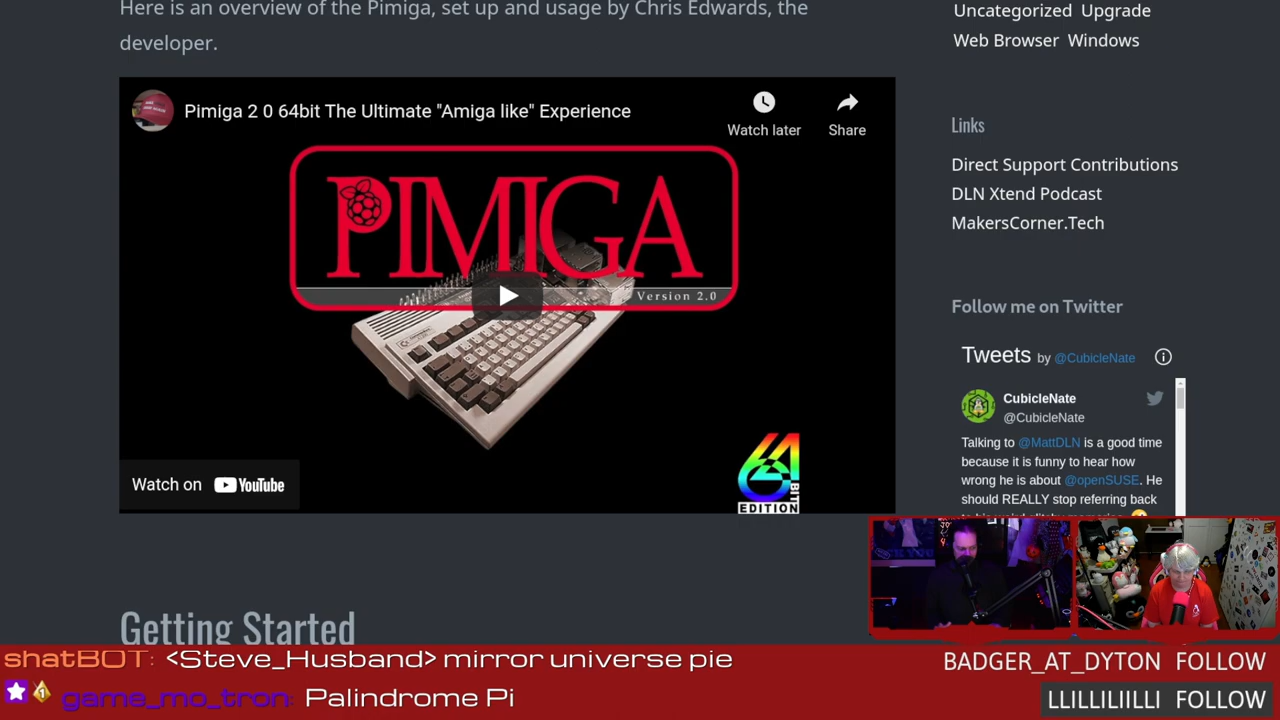 Here is an overview of the Pimiga, set up and usage by Chris Edwards, the
developer.
Pimiga 2 0 64bit The Ultimate "Amiga like" Experience
Watch later
Share
PIMIGA
Version 2.0
64
BIT
EDITION
Watch on YouTube
Getting Started
Uncategorized Upgrade
Web Browser Windows
Links
Direct Support Contributions
DLN Xtend Podcast
MakersCorner.Tech
Follow me on Twitter
Tweets by @CubicleNate
CubicleNate
@CubicleNate
Talking to @MattDLN is a good time
because it is funny to hear how
wrong he is about @openSUSE. He
should REALLY stop referring back
shatBOT: <Steve_Husband> mirror universe pie
game_mo_tron: Palindrome Pi
BADGER_AT_DYTON FOLLOW
LLILLILIILLI FOLLOW